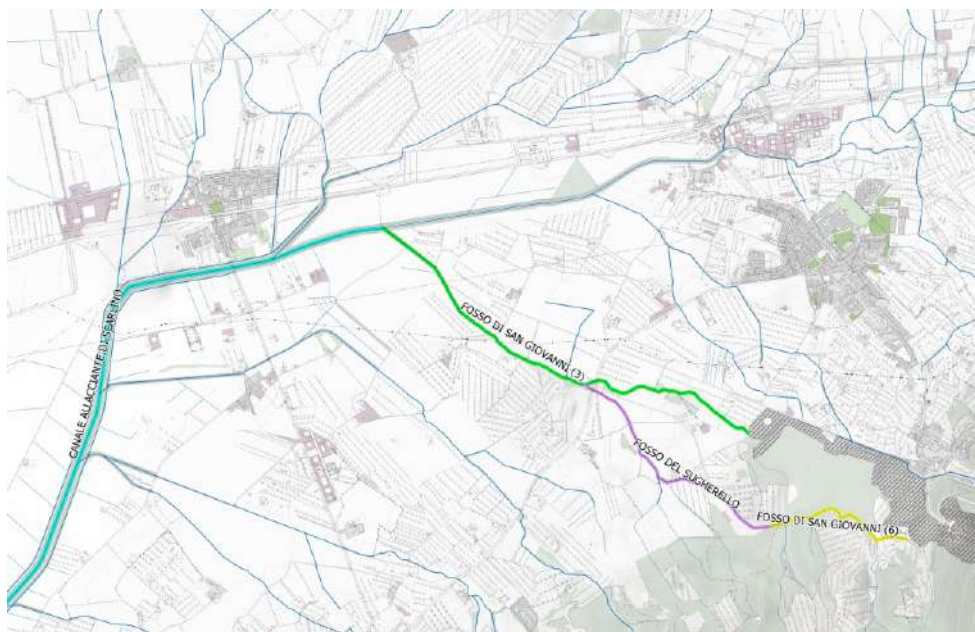 CANALE ALLACCIANTE DI SCARLINO
FOSSO DI SAN GIOVANNI (3)
FOSSO DEL SUGHERELLO
FOSSO DI SAN GIOVANNI (6)